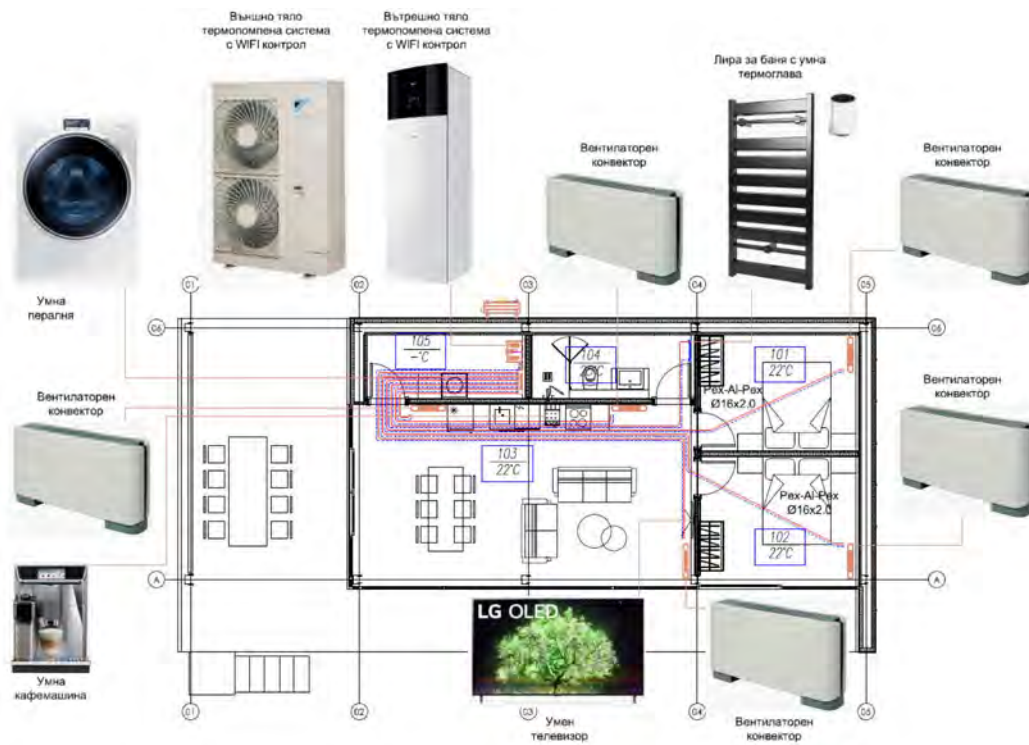 Външно тяло
термопомпена система
с WIFI контрол
Вътрешно тяло
термопомпена система
с WIFI контрол
Лира за баня с умна
термоглава
Вентилаторен
конвектор
Вентилаторен
конвектор
Умна
пералня
01
02
03
04
05
06
06
105
-°C
104
°C
101
22°C
Pex-Al-Pex
Ø16x2.0
Вентилаторен
конвектор
Вентилаторен
конвектор
103
22°C
Pex-Al-Pex
Ø16x2.0
102
22°C
A
A
LG OLED
Умна
кафемашина
01
02
03
04
05
Умен
телевизор
Вентилаторен
конвектор